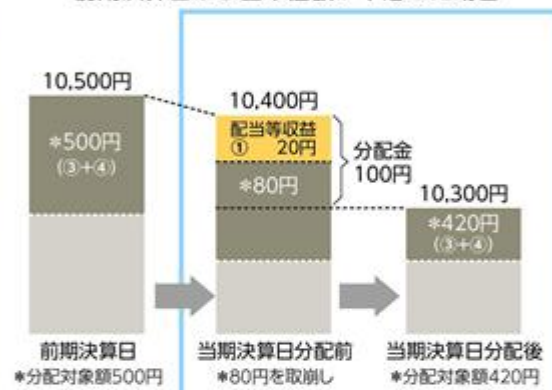 10,500円
*500円
(③+④)
10,400円
配当等収益
① 20円
*80円
分配金
100円
10,300円
*420円
(③+④)
前期決算日
*分配対象額500円
当期決算日分配前
*80円を取崩し
当期決算日分配後
*分配対象額420円